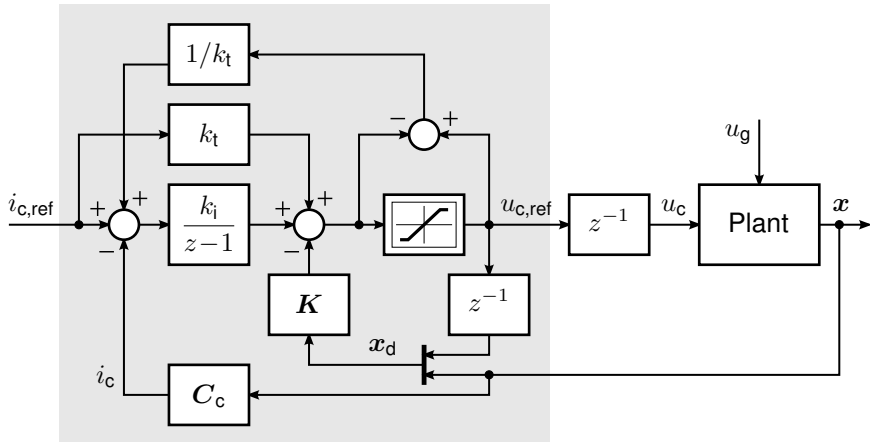 1/k_t
− +
k_t
u_g
i_c,ref + + + u_c,ref u_c x
k_i/(z−1) z^−1 Plant
− −
K z^−1
x_d
i_c C_c